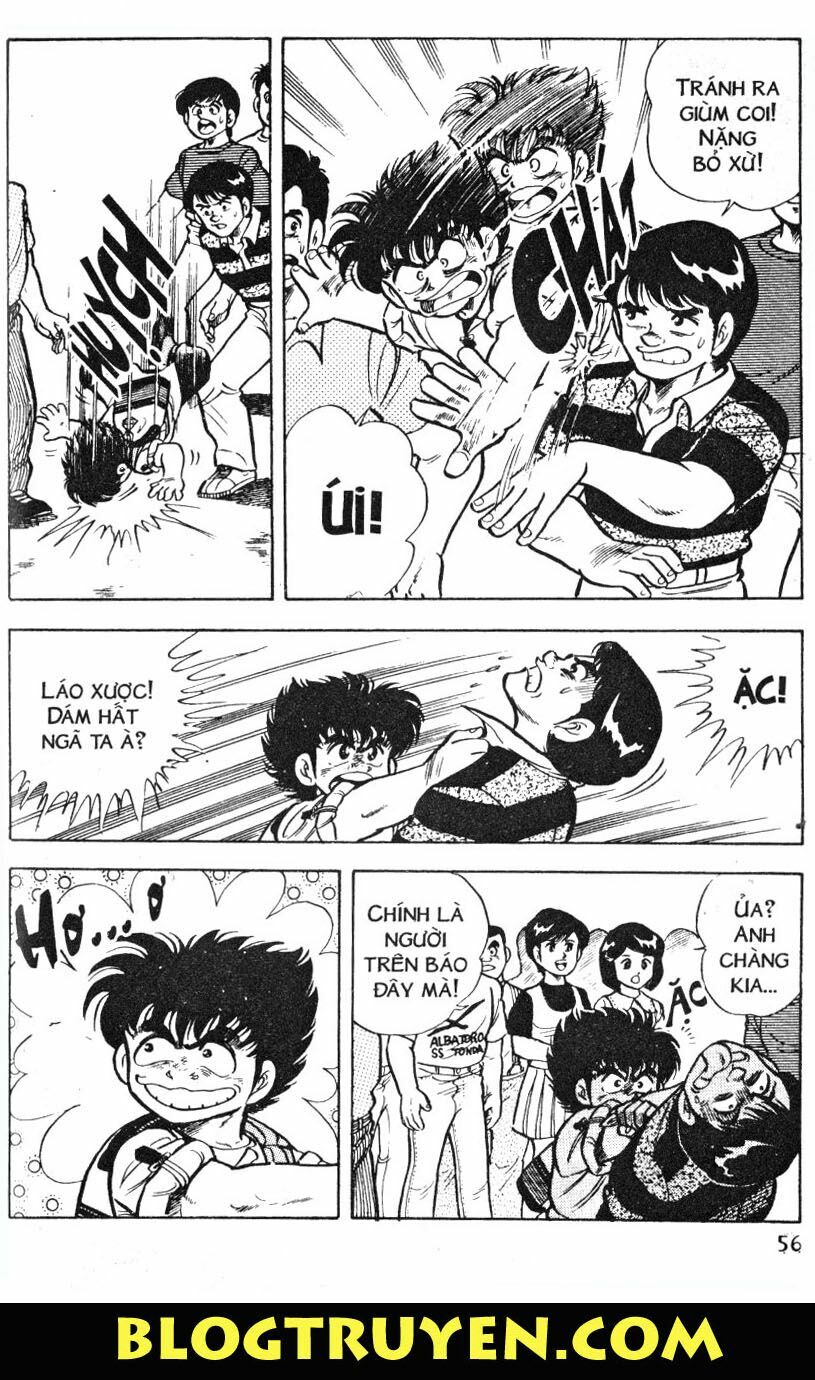 TRÁNH RA
GIÙM COI!
NẶNG
BỎ XỪ!
CHÁT
ÚI!
HUỴCH
LÁO XƯỢC!
DÁM HẤT
NGÃ TA À?
ẶC!
HƠ...Ơ
CHÍNH LÀ
NGƯỜI
TRÊN BÁO
ĐÂY MÀ!
ỦA?
ANH
CHÀNG
KIA...
ẶC
ALBATORO
SS TONDA
56
BLOGTRUYEN.COM